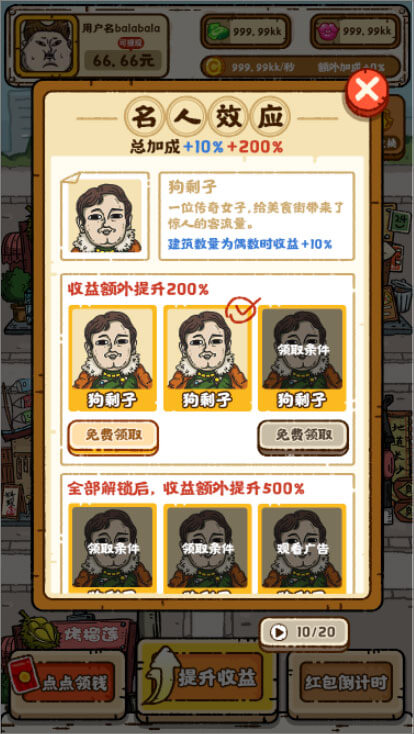 用户名balabala
可提现
66.66元
999.99kk
999.99kk
999.99kk/秒
额外加成+0%
名人效应
总加成+10%+200%
狗剩子
一位传奇女子,给美食街带来了
惊人的客流量。
建筑数量为偶数时收益+10%
收益额外提升200%
领取条件
狗剩子
狗剩子
狗剩子
免费领取
免费领取
全部解锁后,收益额外提升500%
领取条件
领取条件
观看广告
10/20
烤榴莲
点点领钱
提升收益
红包倒计时